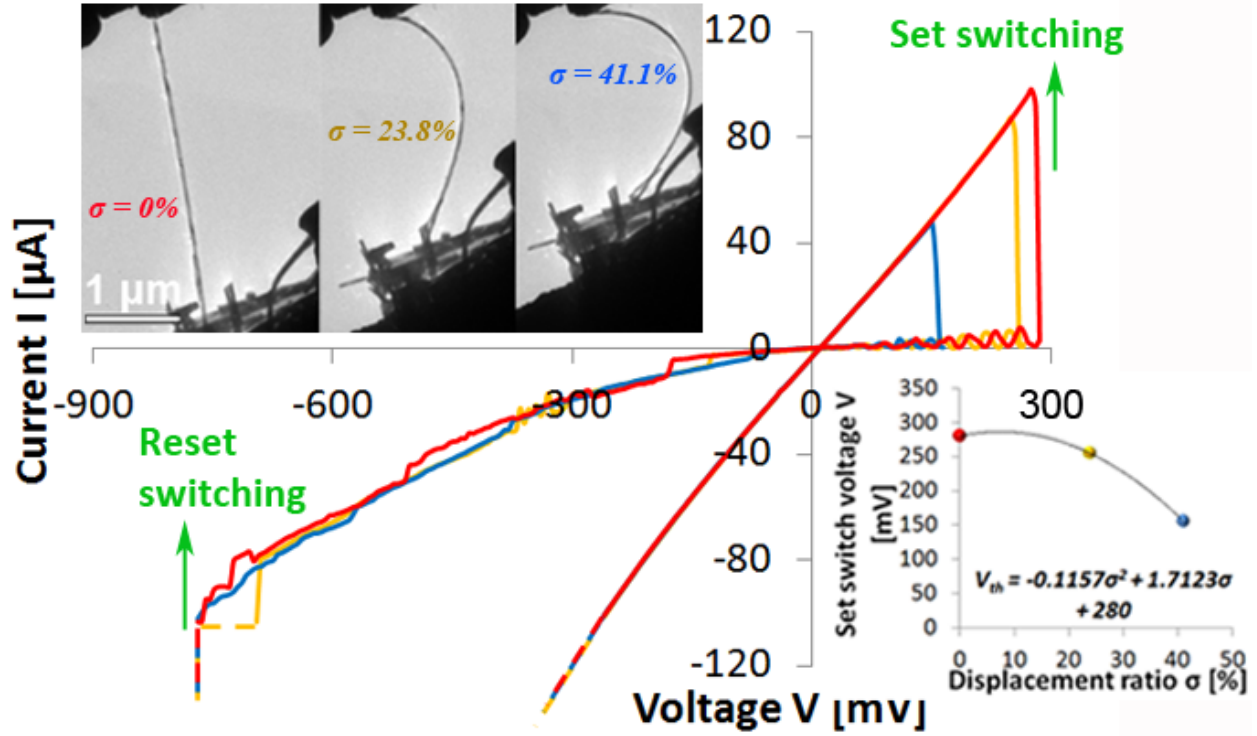 120
Set switching
σ = 41.1%
σ = 23.8%
80
σ = 0%
40
1 μm
Current I [μA]
0
-900
-600
-300
0
300
Reset
switching
-40
-80
-120
Voltage V [mv]
Set switch voltage V
[mV]
350
300
250
200
150
100
50
0
V_th = -0.1157σ² + 1.7123σ
+ 280
0
10
20
30
40
50
Displacement ratio σ [%]